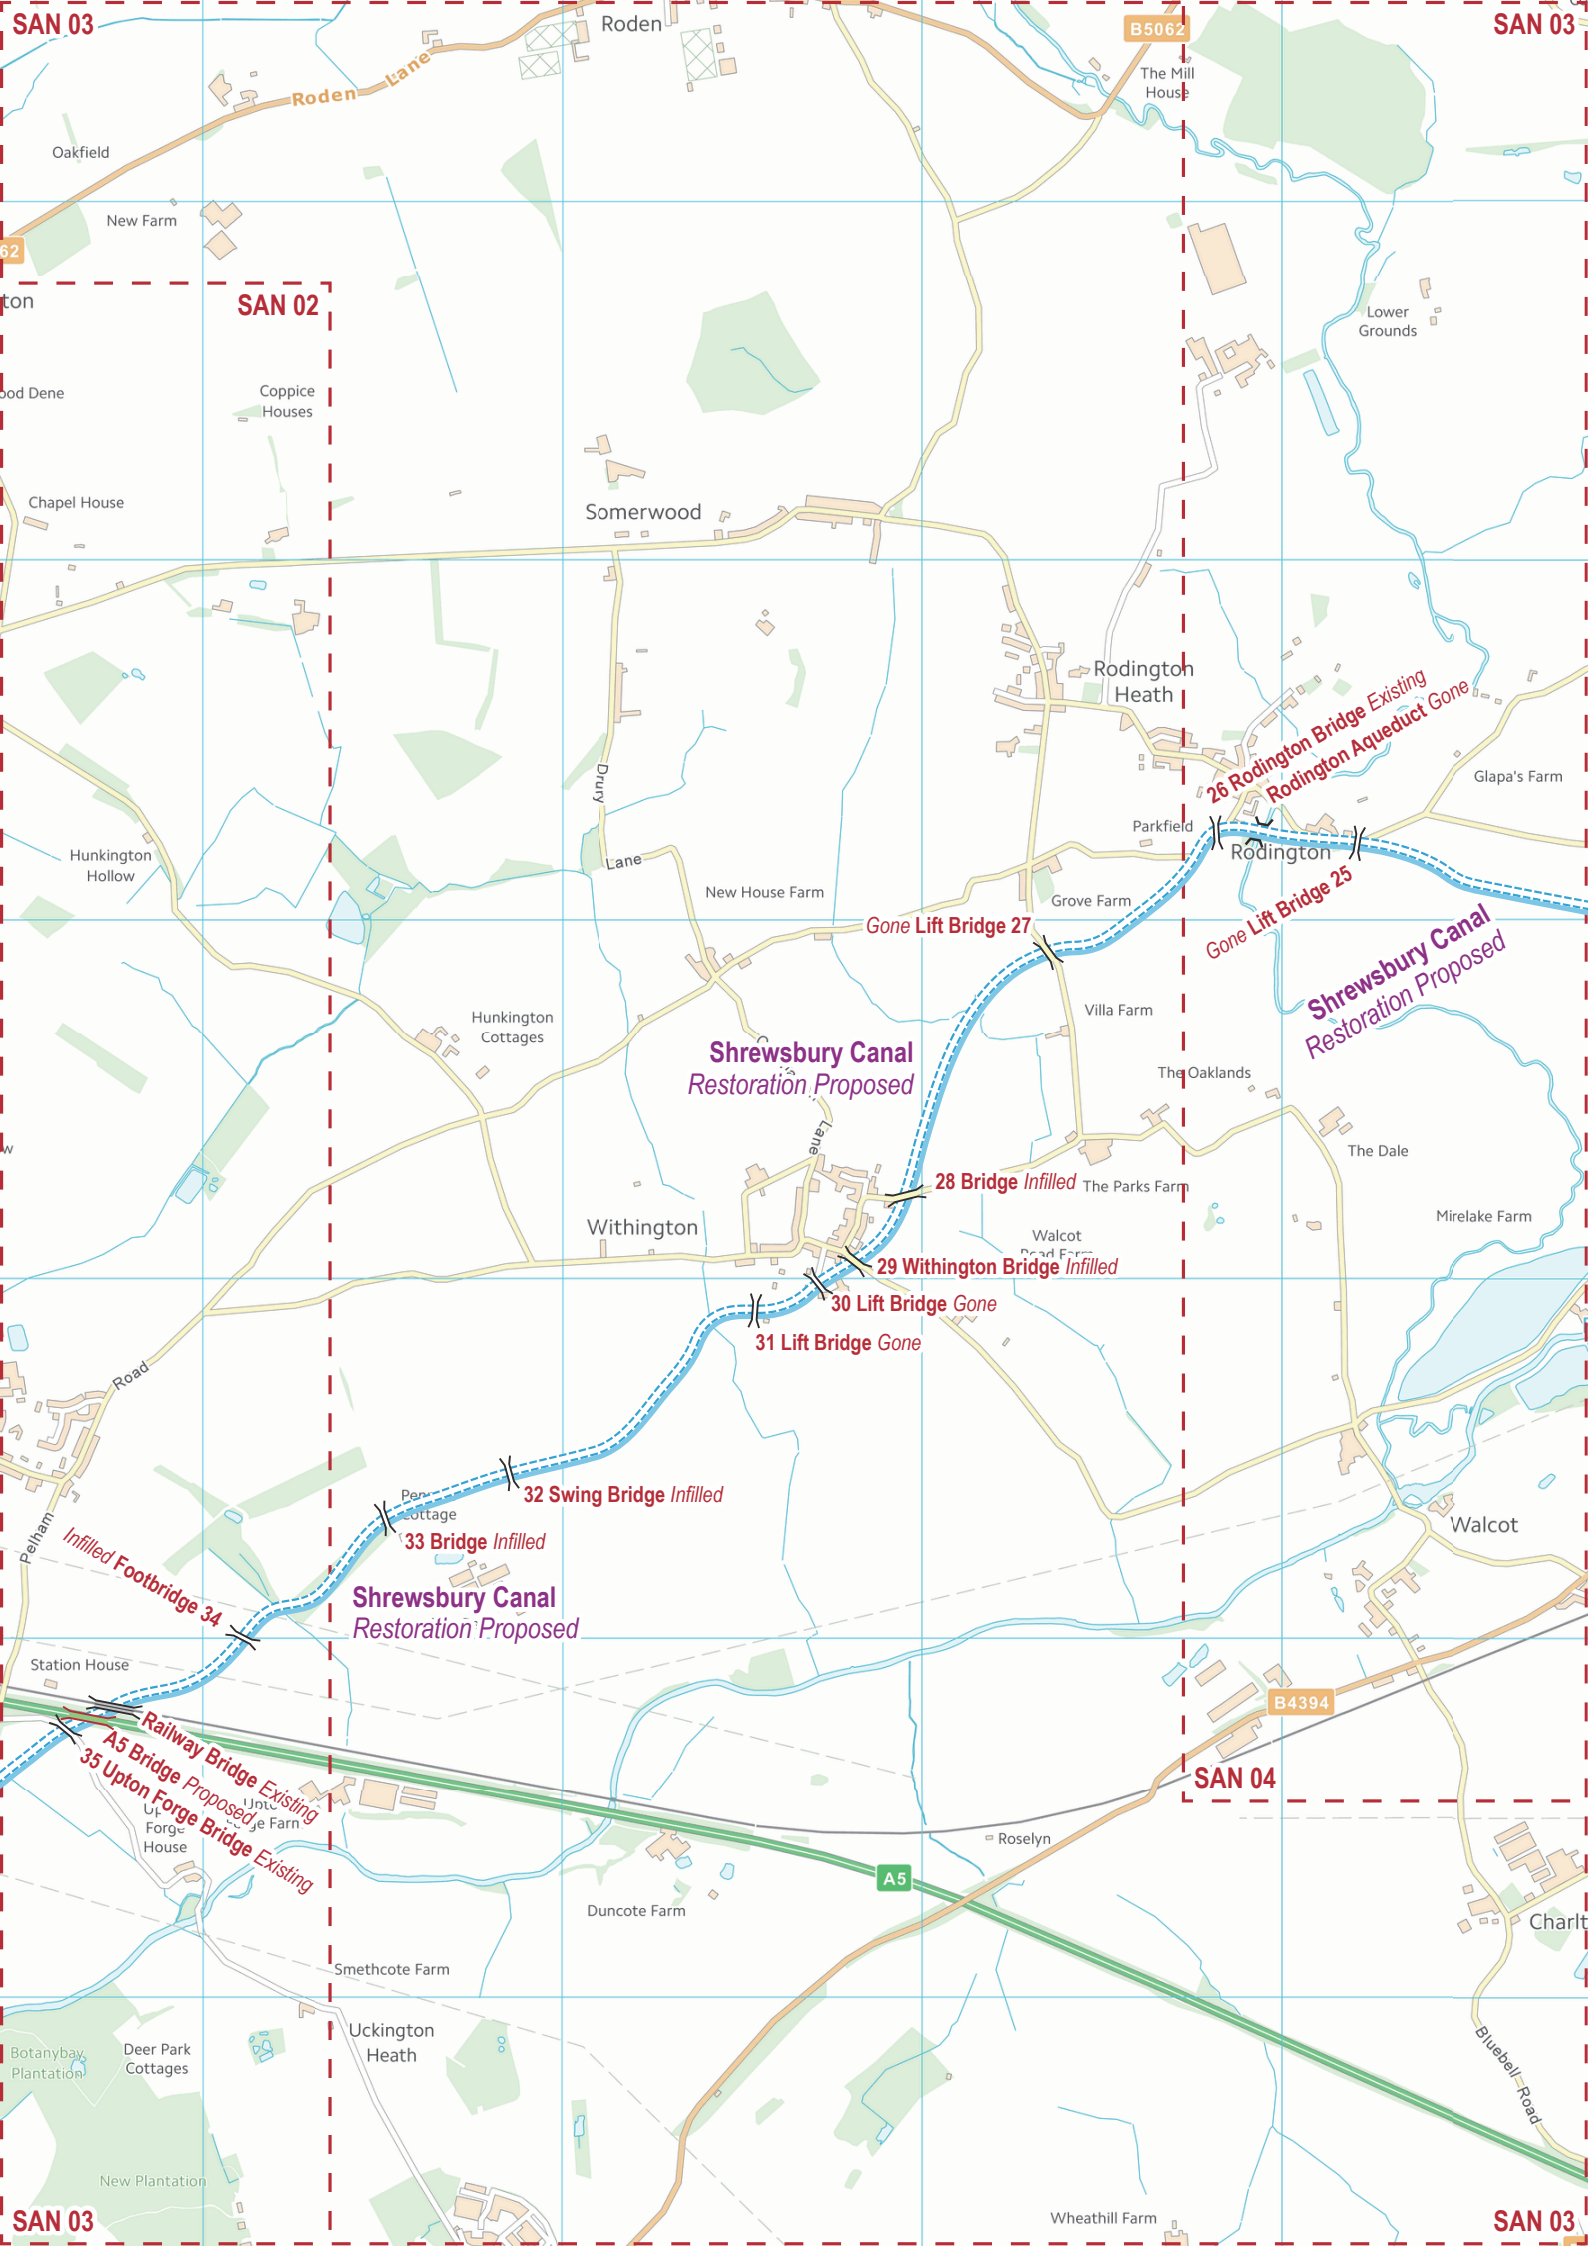 SAN 03
SAN 03
Roden
B5062
The Mill
House
Roden Lane
Oakfield
New Farm
62
ton
SAN 02
Lower
Grounds
ood Dene
Coppice
Houses
Chapel House
Somerwood
Rodington
Heath
26 Rodington Bridge Existing
Rodington Aqueduct Gone
Drury
Lane
Glapa's Farm
Parkfield
Rodington
Hunkington
Hollow
New House Farm
Grove Farm
Gone Lift Bridge 27
Gone Lift Bridge 25
Shrewsbury Canal
Restoration Proposed
Villa Farm
Hunkington
Cottages
Shrewsbury Canal
Restoration Proposed
The Oaklands
Lane
w
The Dale
28 Bridge Infilled
The Parks Farm
Mirelake Farm
Withington
Walcot
Road Farm
29 Withington Bridge Infilled
30 Lift Bridge Gone
31 Lift Bridge Gone
Road
Pelham
32 Swing Bridge Infilled
Cottage
33 Bridge Infilled
Walcot
Infilled Footbridge 34
Shrewsbury Canal
Restoration Proposed
Station House
B4394
Railway Bridge Existing
A5 Bridge Proposed
35 Upton Forge Bridge Existing
SAN 04
Forge
House
Roselyn
A5
Duncote Farm
Charlt
Smethcote Farm
Uckington
Heath
Botanybay
Plantation
Deer Park
Cottages
Bluebell Road
New Plantation
Wheathill Farm
SAN 03
SAN 03